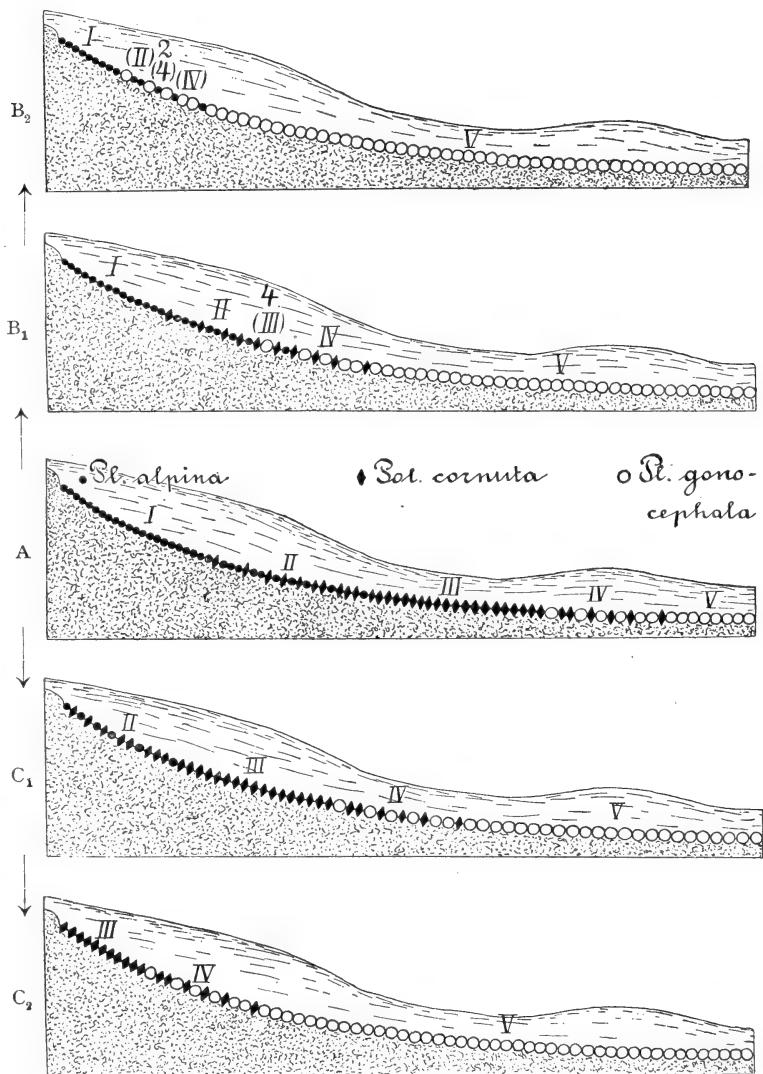 I
(II) 2
(4) (IV)
B₂
V
I
II
4
(III)
IV
B₁
V
Pl. alpina
Pol. cornuta
Pl. gono-
cephala
A
I
II
III
IV
V
C₁
II
III
IV
V
C₂
III
IV
V